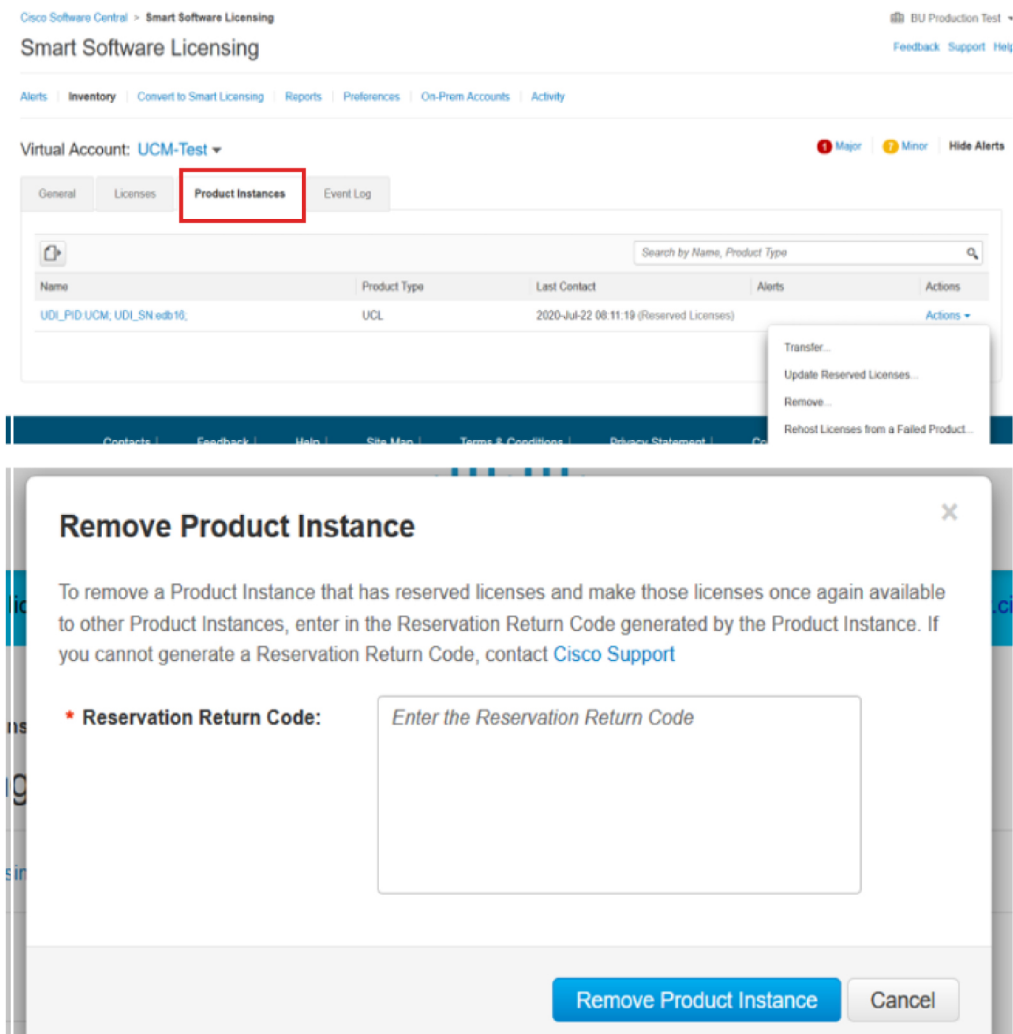 Cisco Software Central > Smart Software Licensing
BU Production Test
Smart Software Licensing
Feedback Support Help
Alerts | Inventory | Convert to Smart Licensing | Reports | Preferences | On-Prem Accounts | Activity
Virtual Account: UCM-Test
1 Major | 7 Minor | Hide Alerts
General Licenses Product Instances Event Log
Search by Name, Product Type
Name Product Type Last Contact Alerts Actions
UDI_PID:UCM; UDI_SN:edb16; UCL 2020-Jul-22 08:11:19 (Reserved Licenses) Actions
Transfer...
Update Reserved Licenses...
Remove...
Rehost Licenses from a Failed Product...
Contacts | Feedback | Help | Site Map | Terms & Conditions | Privacy Statement |
Remove Product Instance
To remove a Product Instance that has reserved licenses and make those licenses once again available
to other Product Instances, enter in the Reservation Return Code generated by the Product Instance. If
you cannot generate a Reservation Return Code, contact Cisco Support
* Reservation Return Code:
Enter the Reservation Return Code
Remove Product Instance Cancel